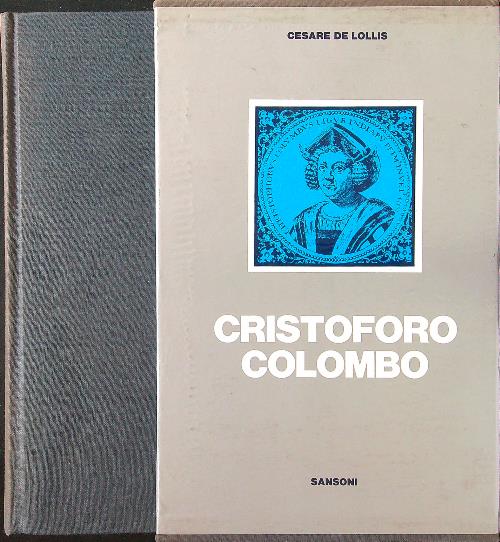 CESARE DE LOLLIS
CRISTOFORO
COLOMBO
SANSONI